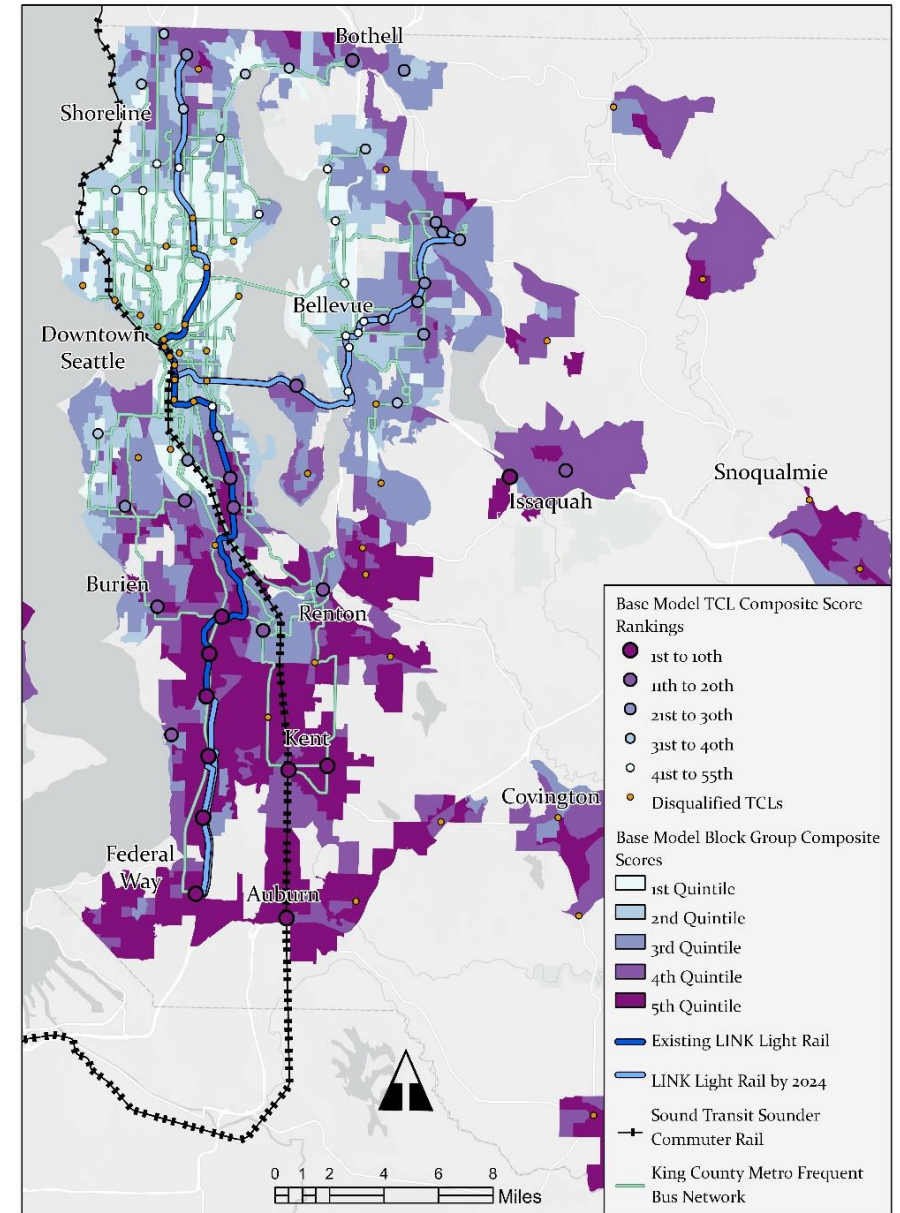 Bothell
Shoreline
Bellevue
Downtown
Seattle
Snoqualmie
Issaquah
Burien
Renton
Kent
Covington
Federal
Way
Auburn
Base Model TCL Composite Score
Rankings
1st to 10th
11th to 20th
21st to 30th
31st to 40th
41st to 55th
Disqualified TCLs
Base Model Block Group Composite
Scores
1st Quintile
2nd Quintile
3rd Quintile
4th Quintile
5th Quintile
Existing LINK Light Rail
LINK Light Rail by 2024
Sound Transit Sounder
Commuter Rail
King County Metro Frequent
Bus Network
0 1 2 4 6 8
Miles